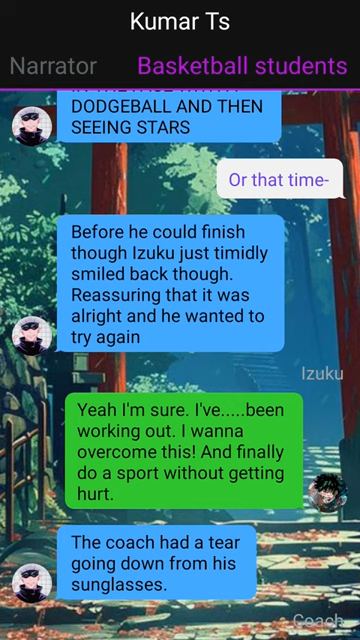 Kumar Ts
Narrator Basketball students
DODGEBALL AND THEN
SEEING STARS
Or that time-
Before he could finish
though Izuku just timidly
smiled back though.
Reassuring that it was
alright and he wanted to
try again
Izuku
Yeah I'm sure. I've.....been
working out. I wanna
overcome this! And finally
do a sport without getting
hurt.
The coach had a tear
going down from his
sunglasses.
Coach